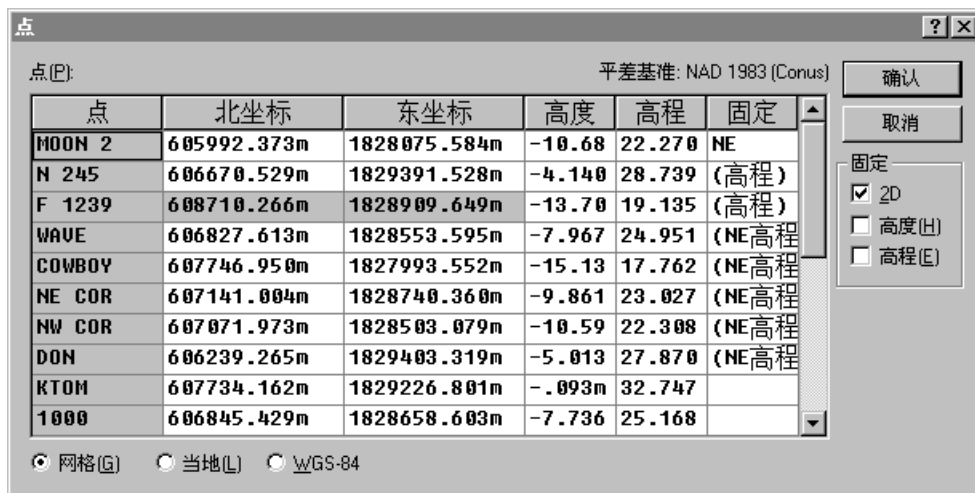 点
点(P): 平差基准: NAD 1983 (Conus)
确认
取消
点 北坐标 东坐标 高度 高程 固定
MOON 2 605992.373m 1828075.584m -10.68 22.270 NE
N 245 606670.529m 1829391.528m -4.140 28.739 (高程)
F 1239 608710.266m 1828909.649m -13.70 19.135 (高程)
WAVE 606827.613m 1828553.595m -7.967 24.951 (NE高程
COWBOY 607746.950m 1827993.552m -15.13 17.762 (NE高程
NE COR 607141.004m 1828740.360m -9.861 23.027 (NE高程
NW COR 607071.973m 1828503.079m -10.59 22.308 (NE高程
DON 606239.265m 1829403.319m -5.013 27.870 (NE高程
KTOM 607734.162m 1829226.801m -.093m 32.747
1000 606845.429m 1828658.603m -7.736 25.168
固定
2D
高度(H)
高程(E)
网格(G) 当地(L) WGS-84